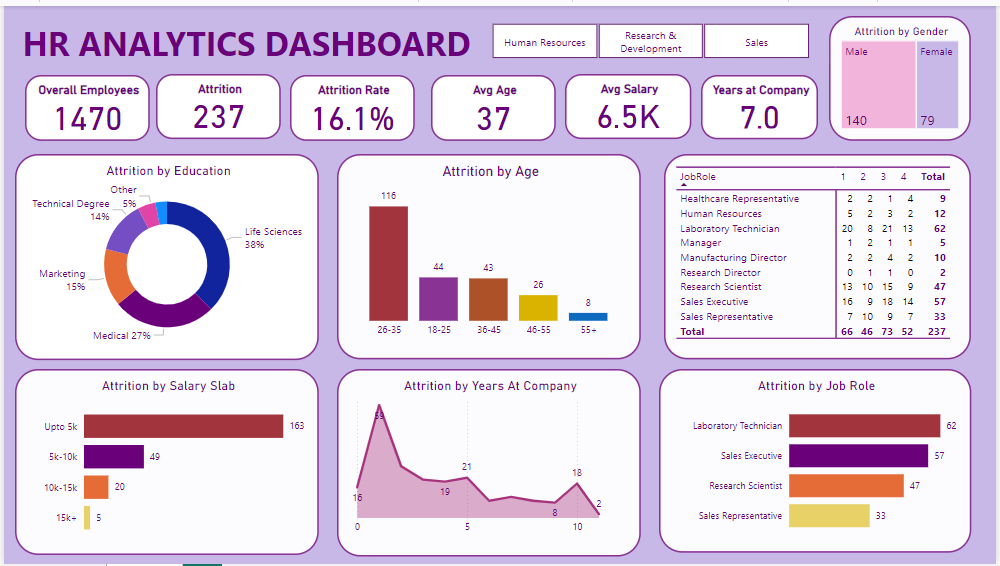 HR ANALYTICS DASHBOARD
Human Resources
Research &
Development
Sales
Attrition by Gender
Male
Female
140
79
Overall Employees
1470
Attrition
237
Attrition Rate
16.1%
Avg Age
37
Avg Salary
6.5K
Years at Company
7.0
Attrition by Education
Other
5%
Technical Degree
14%
Life Sciences
38%
Marketing
15%
Medical 27%
Attrition by Age
116
44
43
26
8
26-35 18-25 36-45 46-55 55+
JobRole 1 2 3 4 Total
Healthcare Representative 2 2 1 4 9
Human Resources 5 2 3 2 12
Laboratory Technician 20 8 21 13 62
Manager 1 2 1 1 5
Manufacturing Director 2 2 4 2 10
Research Director 0 1 1 0 2
Research Scientist 13 10 15 9 47
Sales Executive 16 9 18 14 57
Sales Representative 7 10 9 7 33
Total 66 46 73 52 237
Attrition by Salary Slab
Upto 5k 163
5k-10k 49
10k-15k 20
15k+ 5
Attrition by Years At Company
59
16
19
21
8
18
2
0 5 10
Attrition by Job Role
Laboratory Technician 62
Sales Executive 57
Research Scientist 47
Sales Representative 33